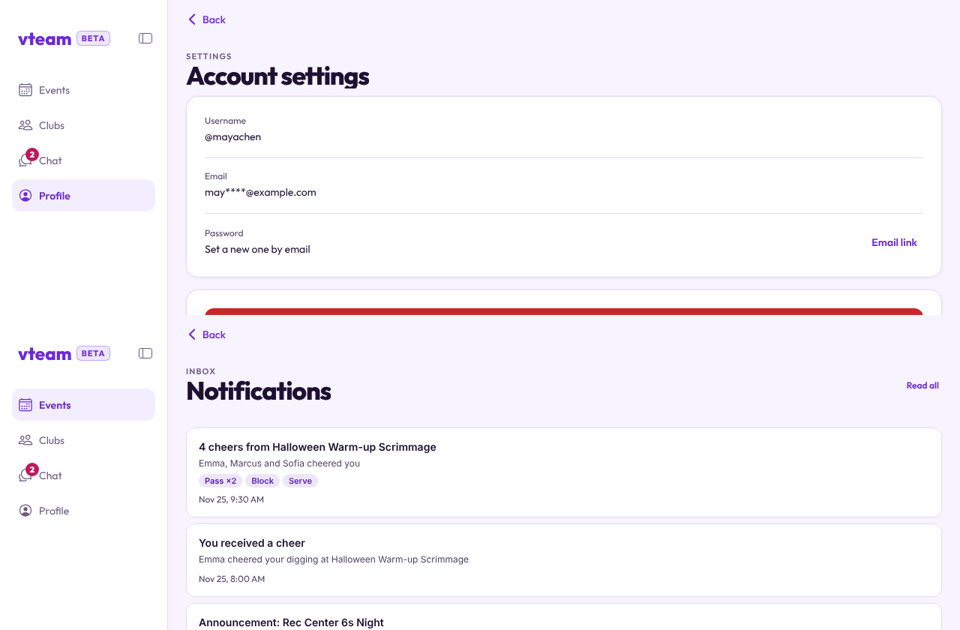 vteam BETA
Events
Clubs
2
Chat
Profile
Back
SETTINGS
Account settings
Username
@mayachen
Email
may****@example.com
Password
Set a new one by email
Email link
vteam BETA
Events
Clubs
2
Chat
Profile
Back
INBOX
Notifications
Read all
4 cheers from Halloween Warm-up Scrimmage
Emma, Marcus and Sofia cheered you
Pass ×2 Block Serve
Nov 25, 9:30 AM
You received a cheer
Emma cheered your digging at Halloween Warm-up Scrimmage
Nov 25, 8:00 AM
Announcement: Rec Center 6s Night